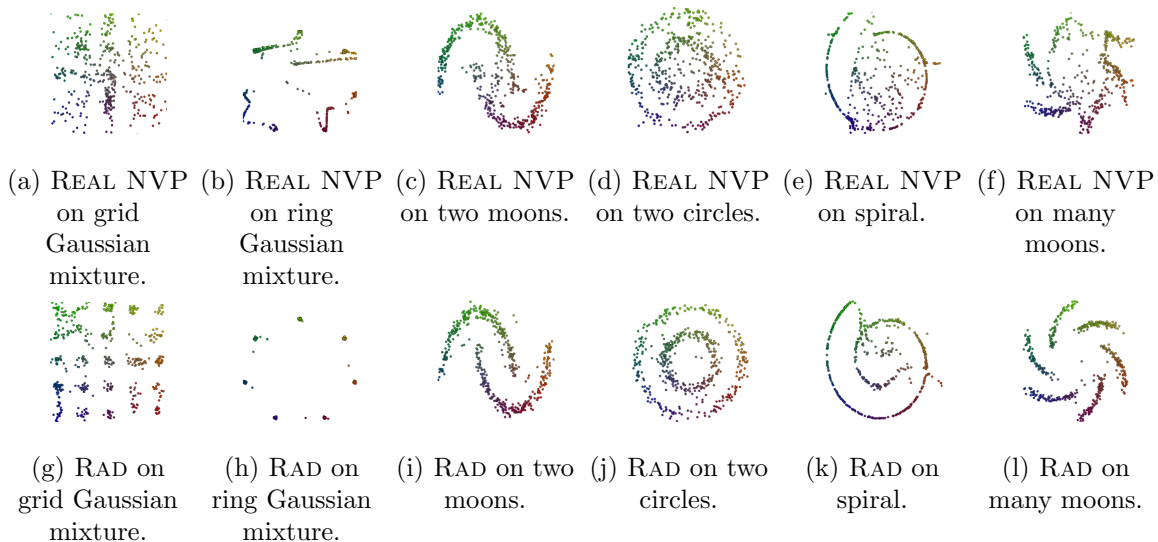 (a) REAL NVP
on grid
Gaussian
mixture.
(b) REAL NVP
on ring
Gaussian
mixture.
(c) REAL NVP
on two moons.
(d) REAL NVP
on two circles.
(e) REAL NVP
on spiral.
(f) REAL NVP
on many
moons.
(g) RAD on
grid Gaussian
mixture.
(h) RAD on
ring Gaussian
mixture.
(i) RAD on two
moons.
(j) RAD on two
circles.
(k) RAD on
spiral.
(l) RAD on
many moons.